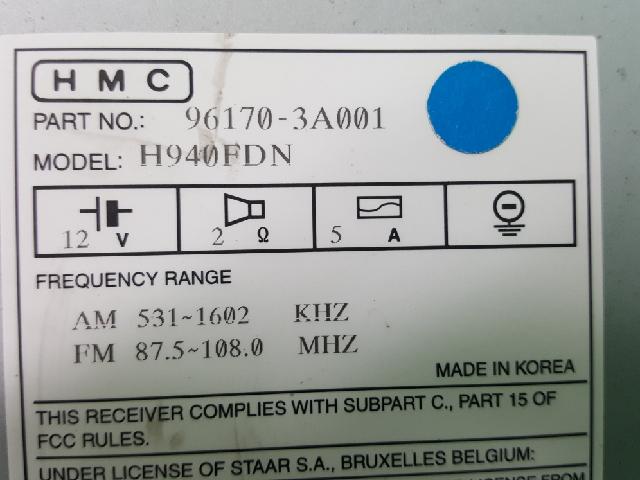 HMC
PART NO.: 96170-3A001
MODEL: H940FDN
12 V 2 Ω 5 A
FREQUENCY RANGE
AM 531~1602 KHZ
FM 87.5~108.0 MHZ
MADE IN KOREA
THIS RECEIVER COMPLIES WITH SUBPART C., PART 15 OF
FCC RULES.
UNDER LICENSE OF STAAR S.A., BRUXELLES BELGIUM: